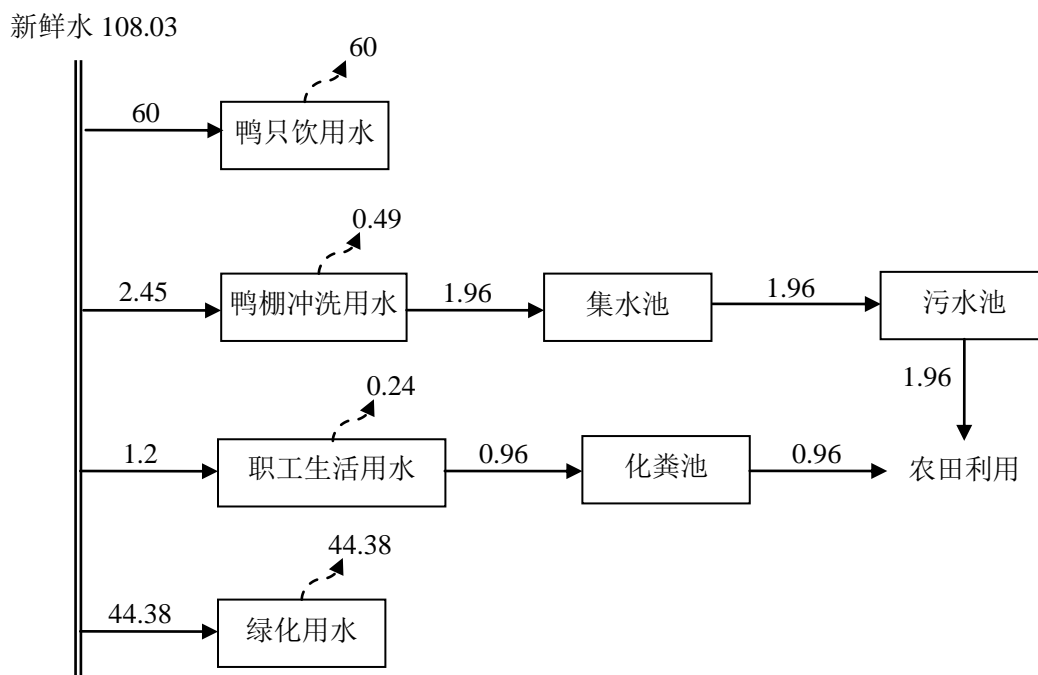 新鲜水 108.03
60
60
鸭只饮用水
0.49
2.45
鸭棚冲洗用水
1.96
集水池
1.96
污水池
1.96
0.24
1.2
职工生活用水
0.96
化粪池
0.96
农田利用
44.38
44.38
绿化用水